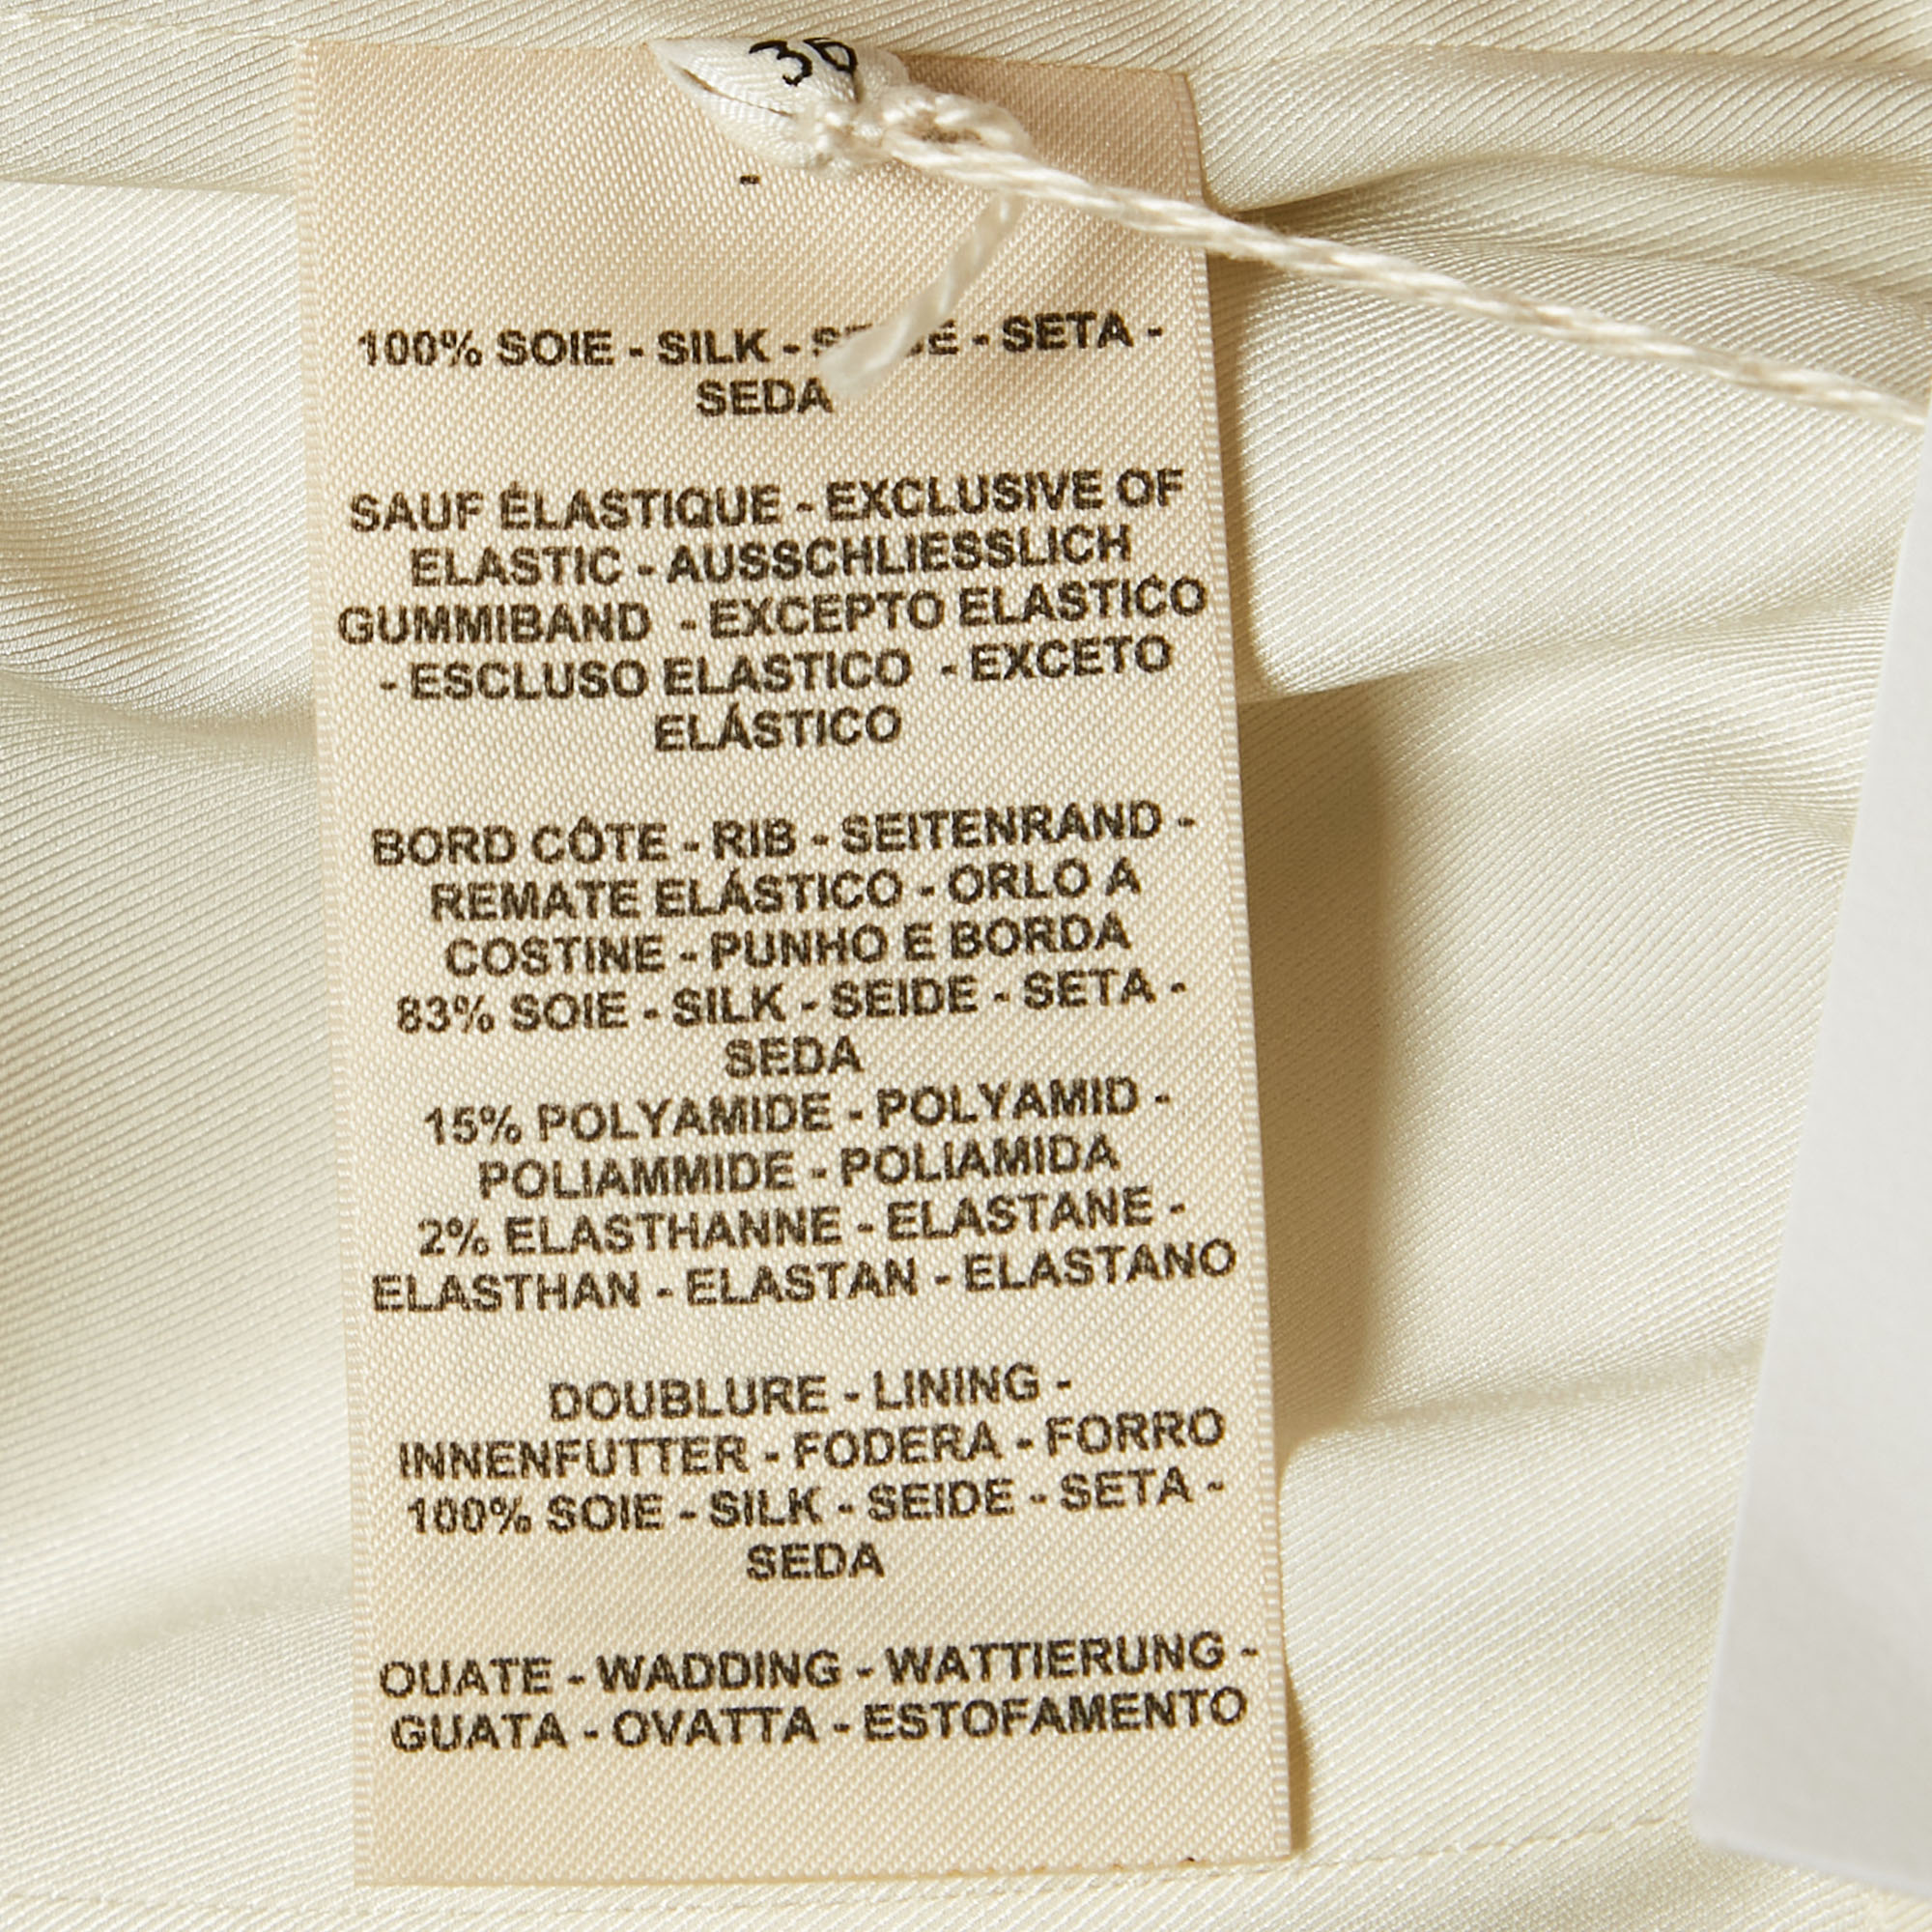 36
-
100% SOIE - SILK - - SETA -
SEDA
SAUF ÉLASTIQUE - EXCLUSIVE OF
ELASTIC - AUSSCHLIESSLICH
GUMMIBAND - EXCEPTO ELASTICO
- ESCLUSO ELASTICO - EXCETO
ELÁSTICO
BORD CÔTE - RIB - SEITENRAND -
REMATE ELÁSTICO - ORLO A
COSTINE - PUNHO E BORDA
83% SOIE - SILK - SEIDE - SETA -
SEDA
15% POLYAMIDE - POLYAMID -
POLIAMMIDE - POLIAMIDA
2% ELASTHANNE - ELASTANE -
ELASTHAN - ELASTAN - ELASTANO
DOUBLURE - LINING -
INNENFUTTER - FODERA - FORRO
100% SOIE - SILK - SEIDE - SETA -
SEDA
OUATE - WADDING - WATTIERUNG -
GUATA - OVATTA - ESTOFAMENTO